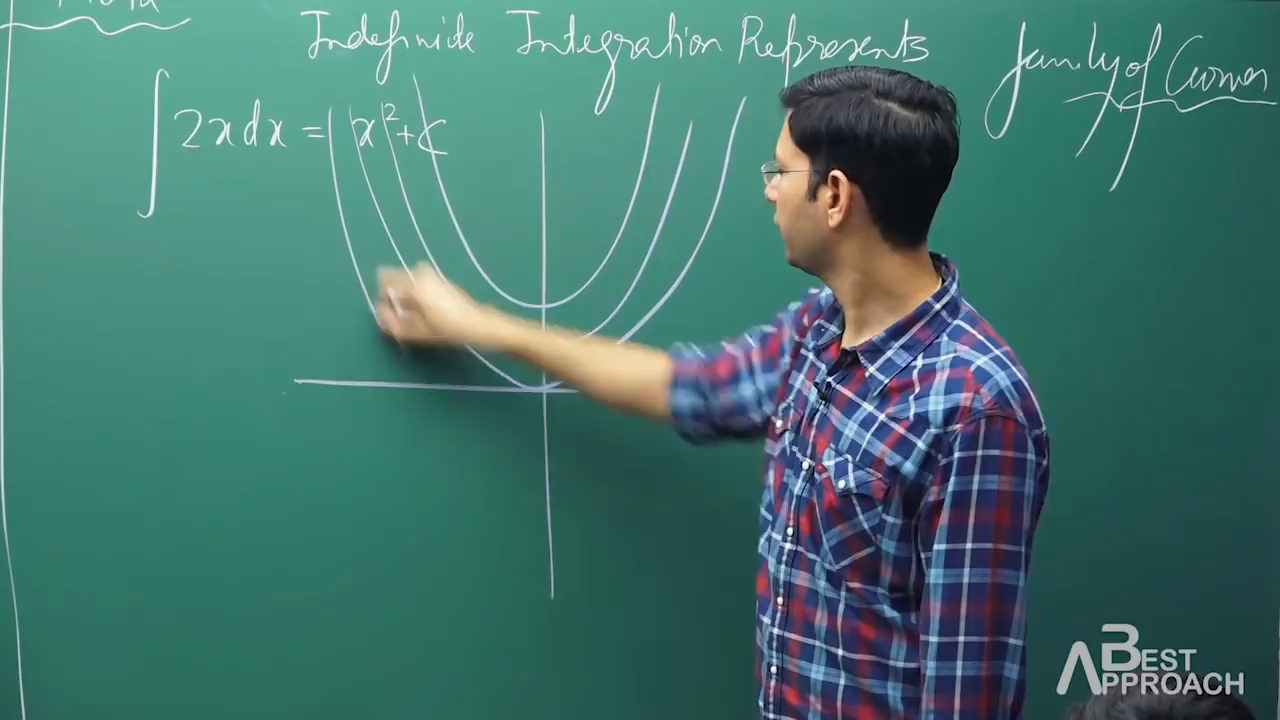 Indefinite Integration Represents family of Curves
∫ 2x dx = x² + c
BEST
APPROACH